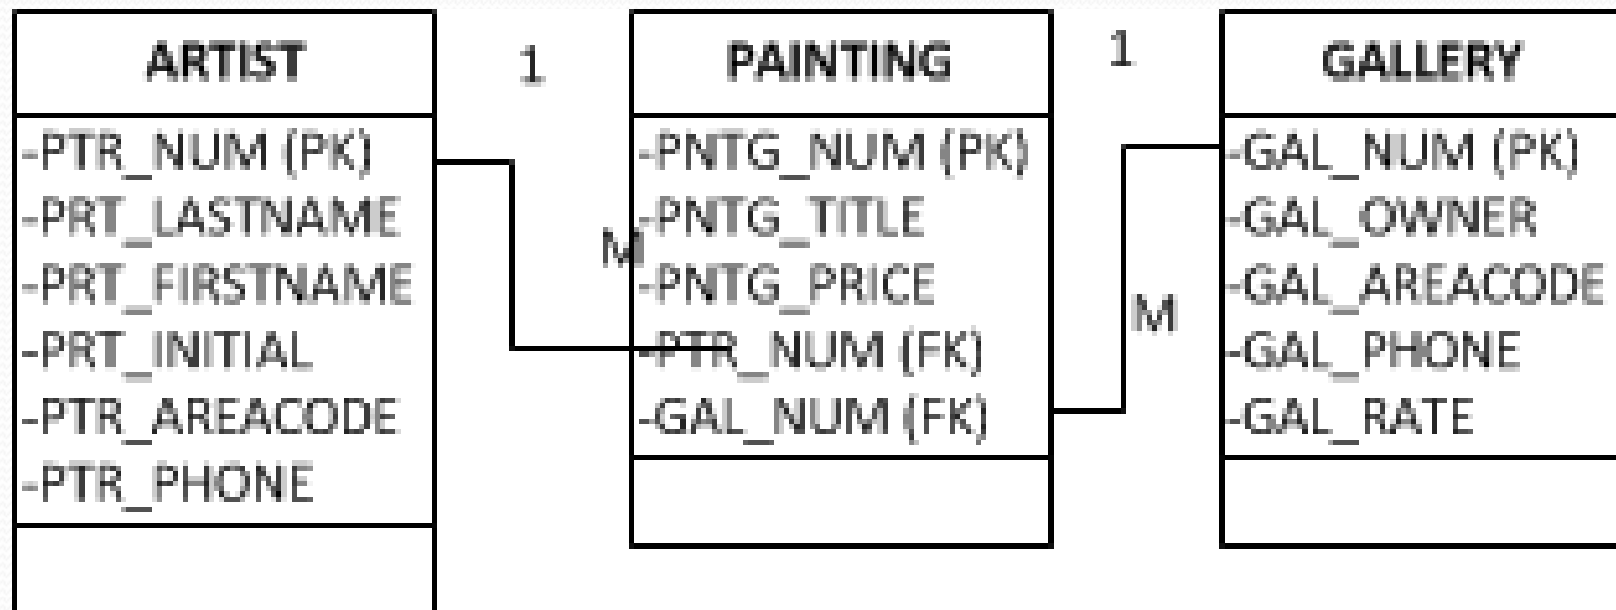 ARTIST
-PTR_NUM (PK)
-PRT_LASTNAME
-PRT_FIRSTNAME
-PRT_INITIAL
-PTR_AREACODE
-PTR_PHONE
1
M
PAINTING
-PNTG_NUM (PK)
-PNTG_TITLE
-PNTG_PRICE
-PTR_NUM (FK)
-GAL_NUM (FK)
1
M
GALLERY
-GAL_NUM (PK)
-GAL_OWNER
-GAL_AREACODE
-GAL_PHONE
-GAL_RATE